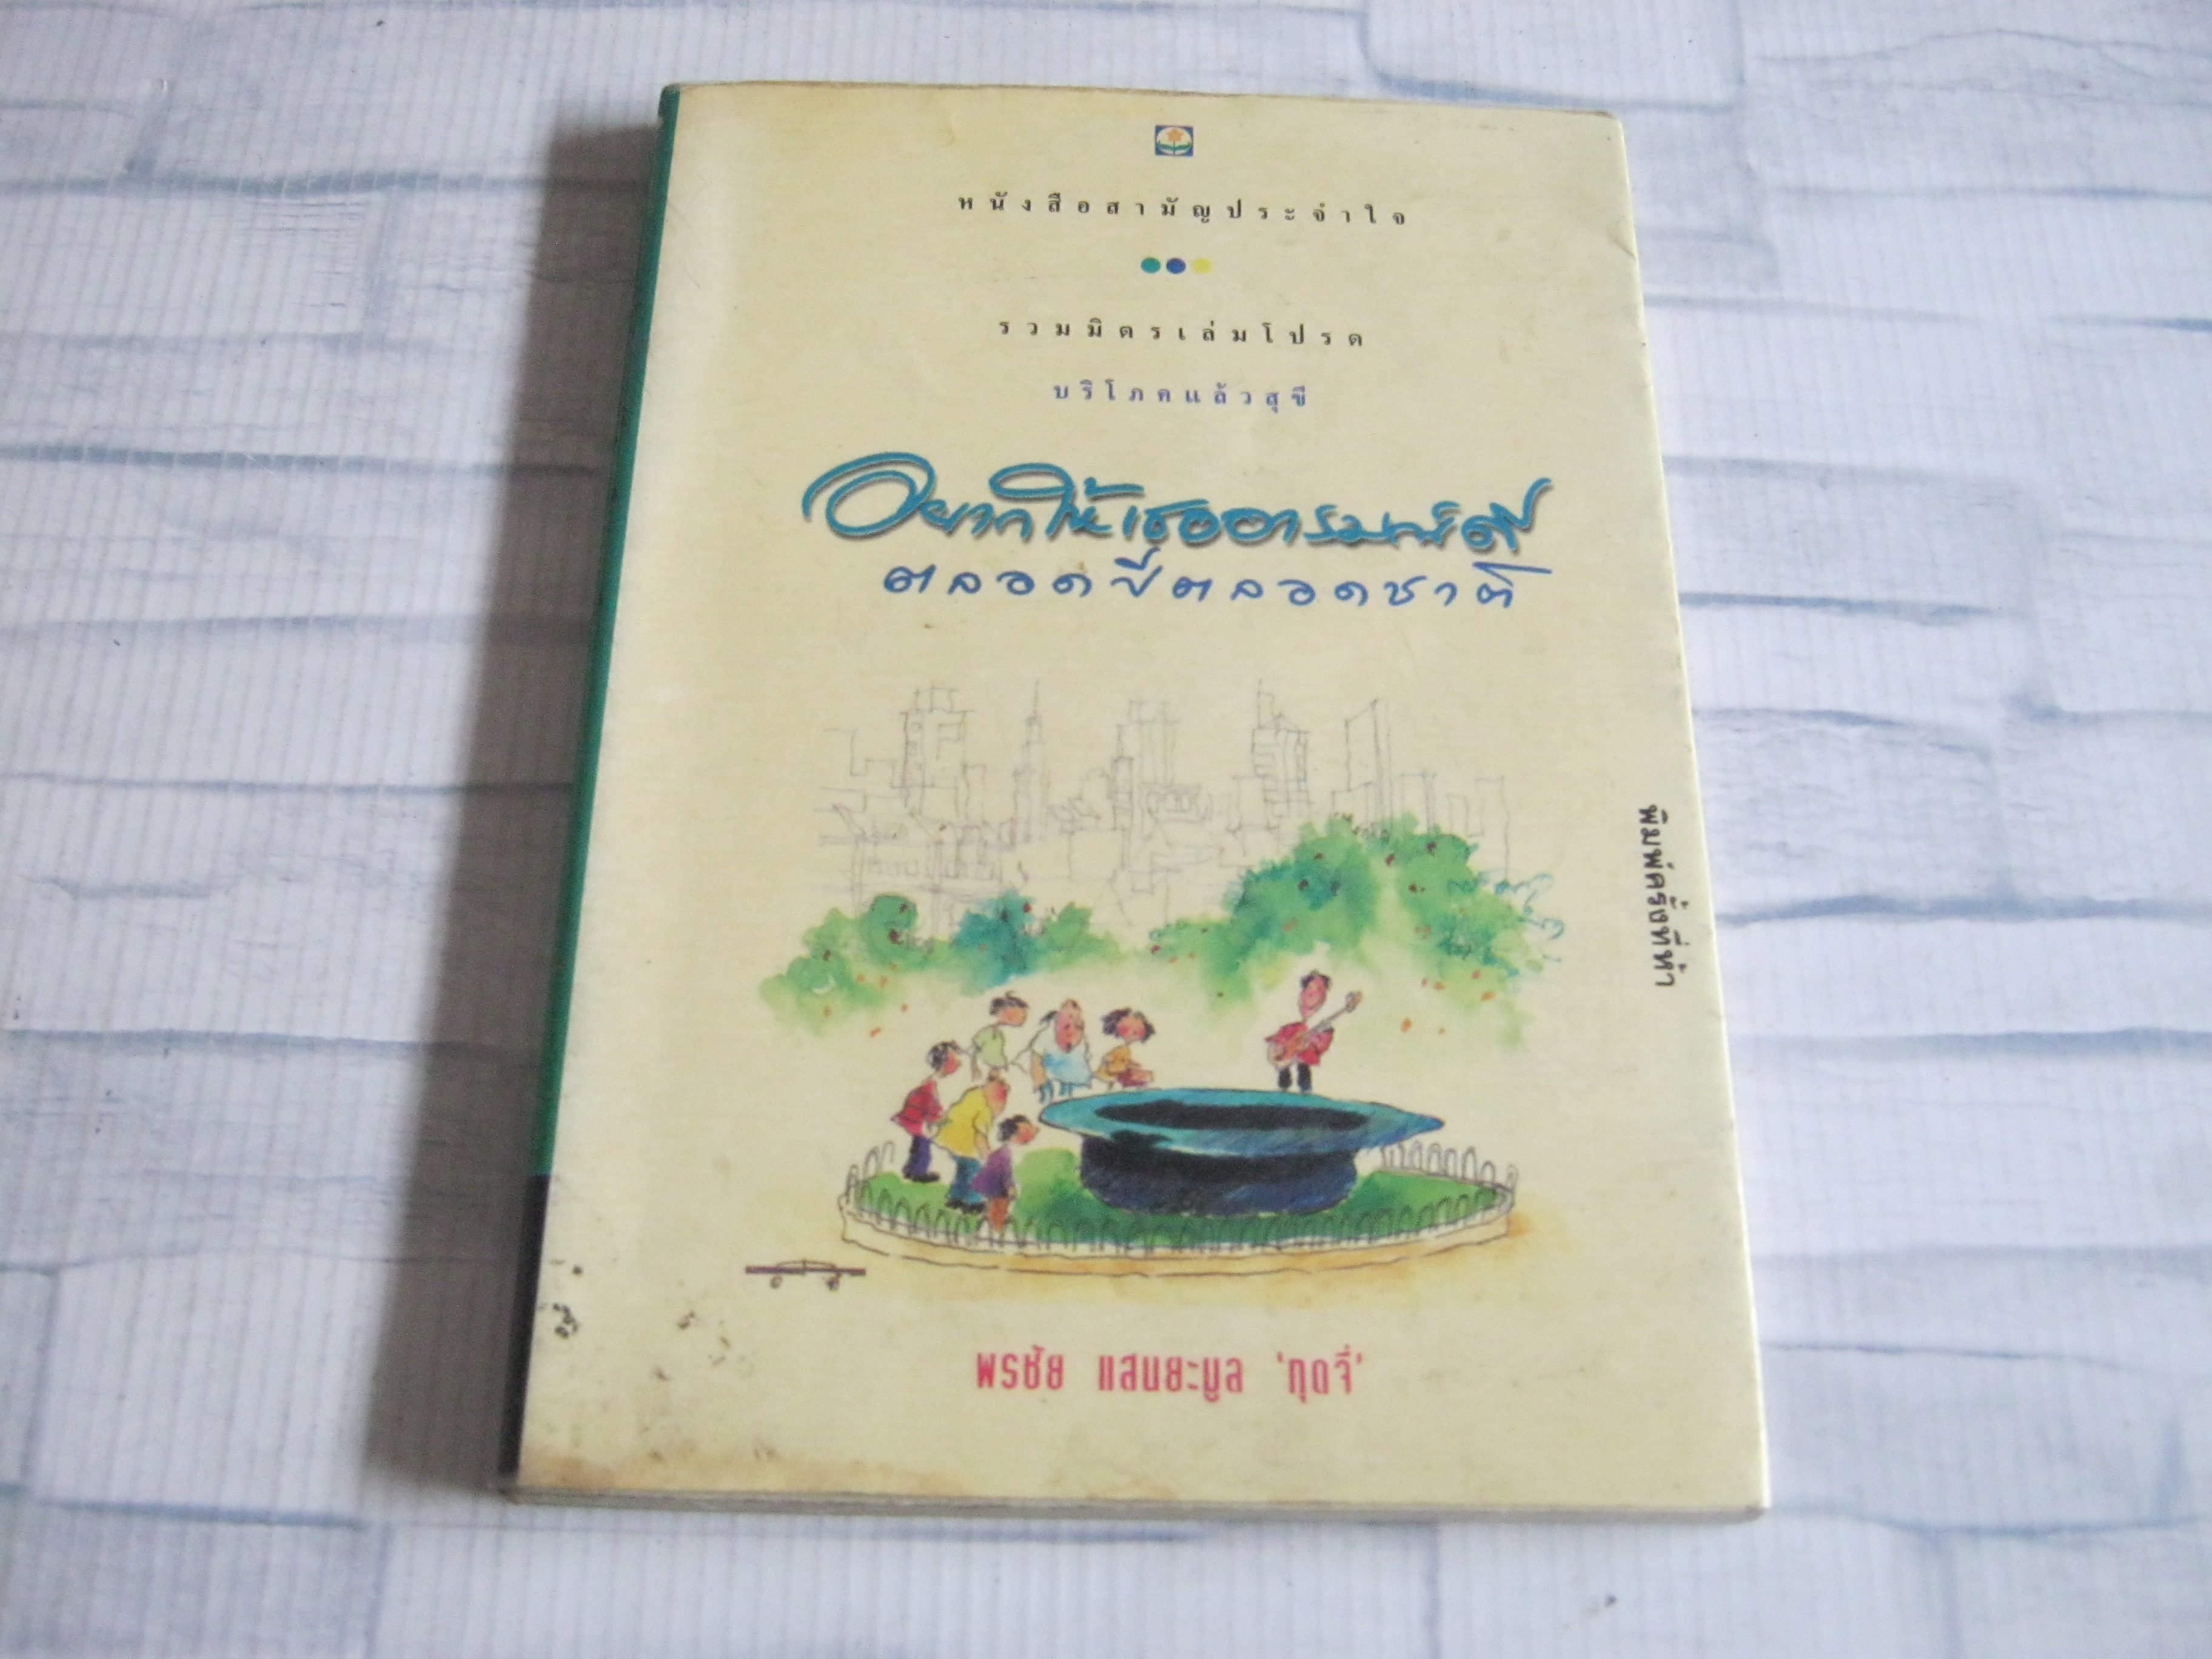 หนังสือสามัญประจำใจ
รวมมิตรเล่มโปรด
บริโภคแล้วสุขี
อยากให้เธออารมณ์ดี
ตลอดปีตลอดชาติ
พิมพ์ครั้งที่ห้า
พรชัย แสนยะมูล 'กุดจี่'